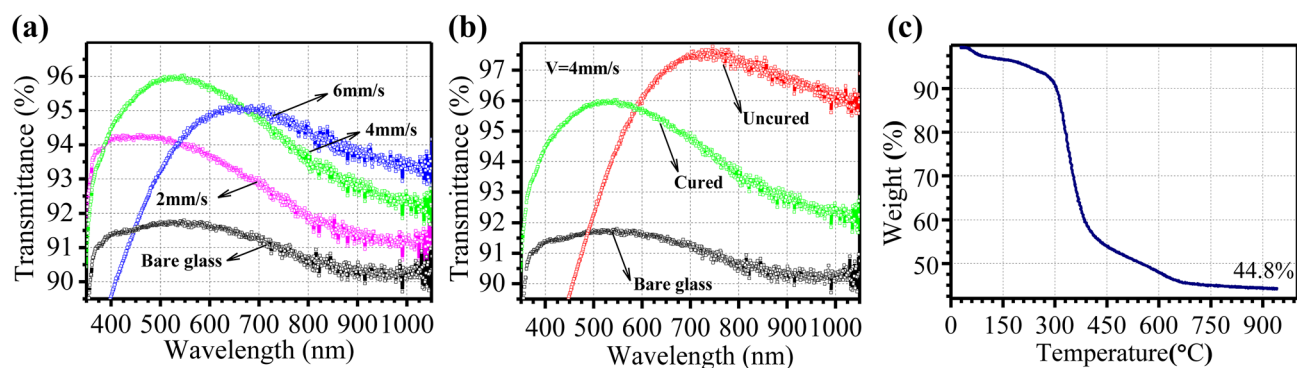 (a)
Transmittance (%)
96
95
94
93
92
91
90
6mm/s
4mm/s
2mm/s
Bare glass
400 500 600 700 800 900 1000
Wavelength (nm)
(b)
Transmittance (%)
97
96
95
94
93
92
91
90
V=4mm/s
Uncured
Cured
Bare glass
400 500 600 700 800 900 1000
Wavelength (nm)
(c)
Weight (%)
90
70
60
50
44.8%
0 150 300 450 600 750 900
Temperature(°C)